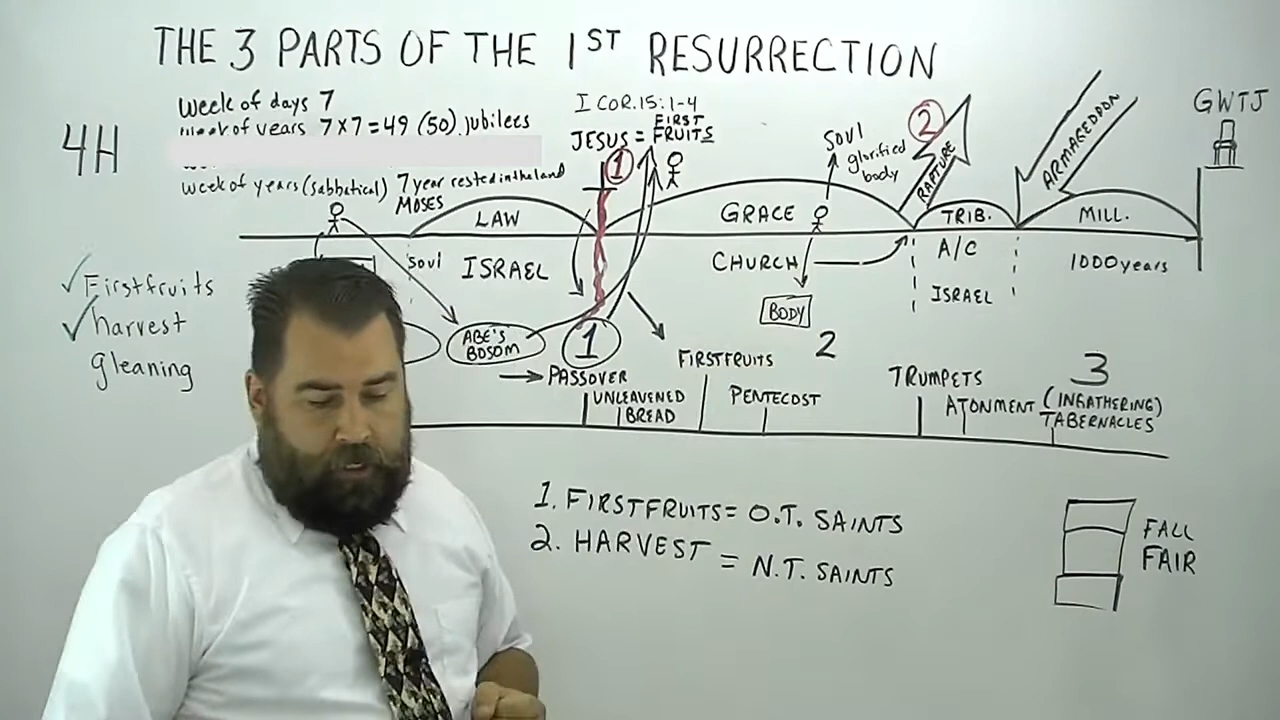 THE 3 PARTS OF THE 1ST RESURRECTION
4H
week of days 7
of years 7x7=49 (50) jubilees
week of years (sabbatical) 7 year rested in the land
I COR. 15:1-4
JESUS = FIRST FRUITS
1
SOUL
glorified body
2
RAPTURE
ARMAGEDDON
GWTJ
MOSES
LAW
GRACE
TRIB.
MILL.
soul
ISRAEL
CHURCH
A/C
1000 years
ISRAEL
BODY
Firstfruits
harvest
gleaning
ABE'S BOSOM
1
2
3
PASSOVER
UNLEAVENED BREAD
FIRSTFRUITS
PENTECOST
TRUMPETS
ATONMENT
(INGATHERING)
TABERNACLES
1. FIRSTFRUITS = O.T. SAINTS
2. HARVEST = N.T. SAINTS
FALL
FAIR